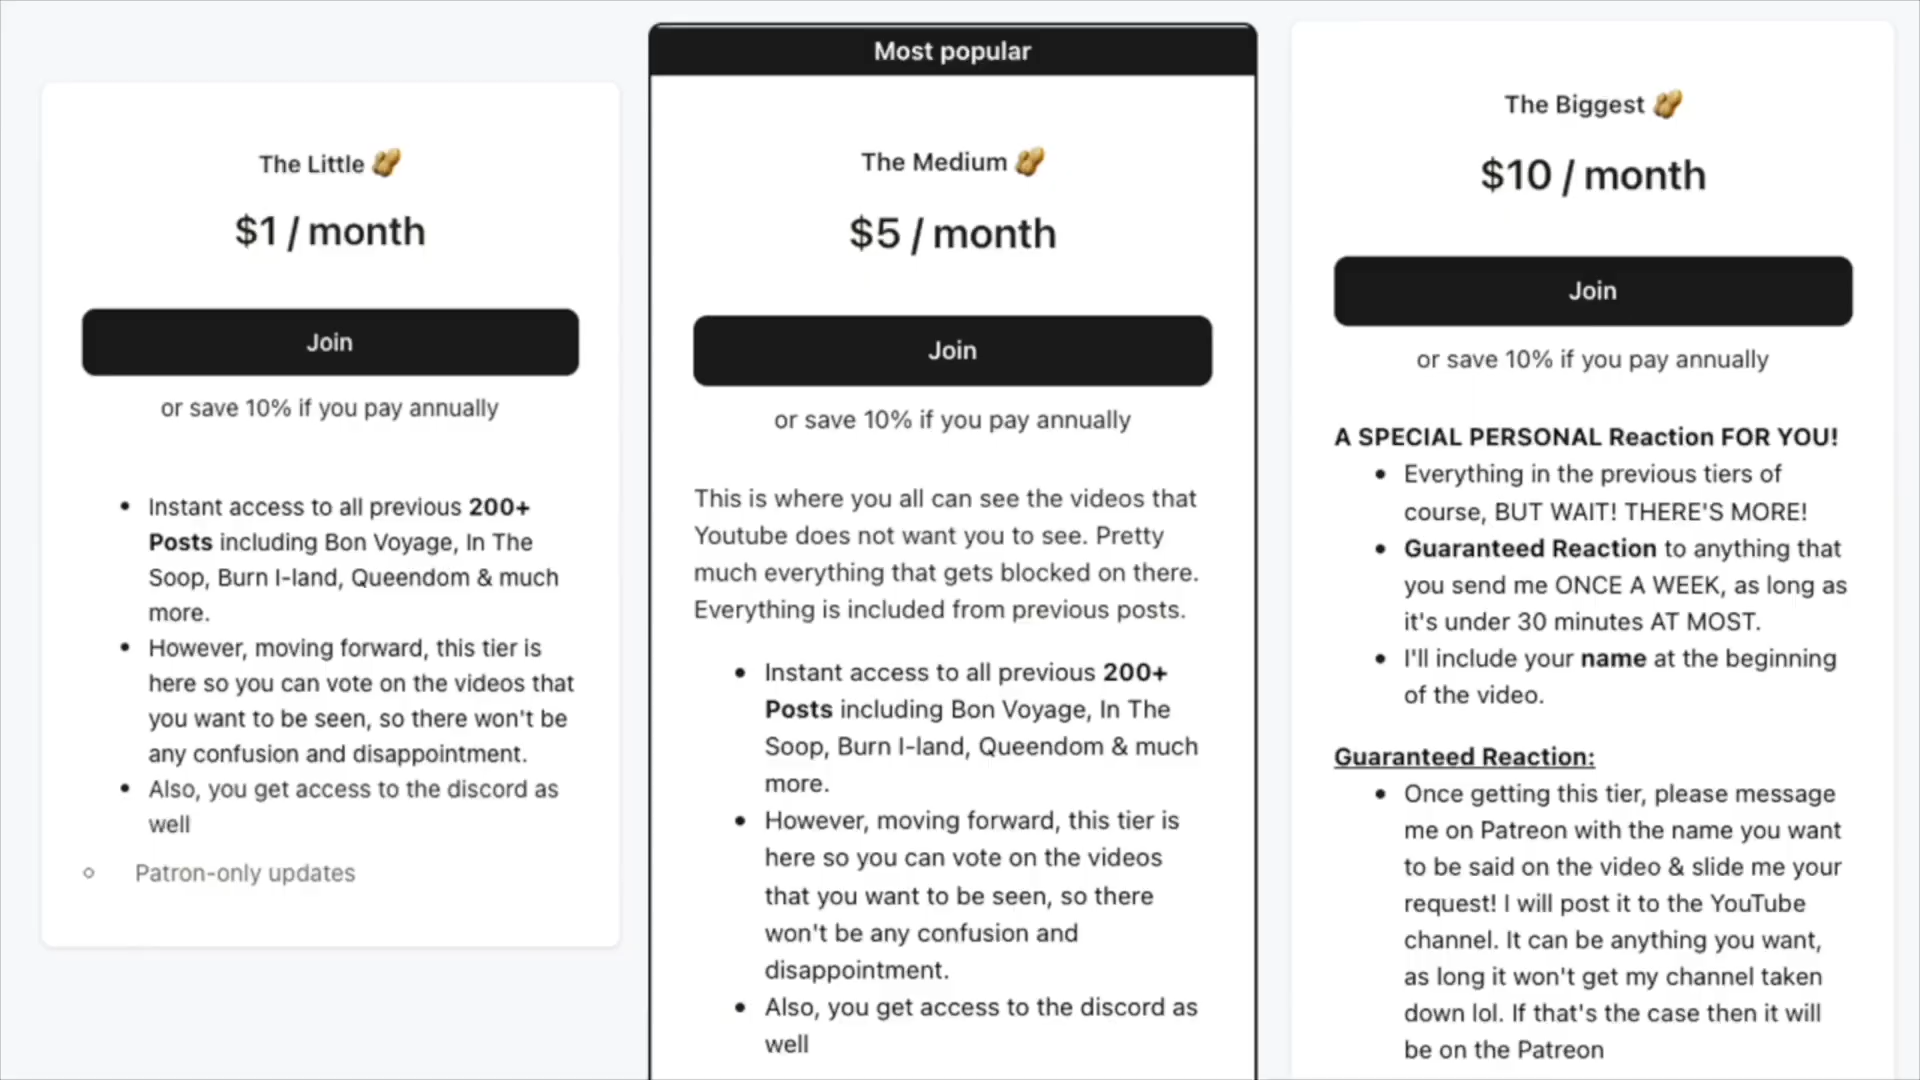 The Little 🥜
$1 / month
Join
or save 10% if you pay annually
Instant access to all previous 200+
Posts including Bon Voyage, In The
Soop, Burn I-land, Queendom & much
more.
However, moving forward, this tier is
here so you can vote on the videos that
you want to be seen, so there won't be
any confusion and disappointment.
Also, you get access to the discord as
well
Patron-only updates
Most popular
The Medium 🥜
$5 / month
Join
or save 10% if you pay annually
This is where you all can see the videos that
Youtube does not want you to see. Pretty
much everything that gets blocked on there.
Everything is included from previous posts.
Instant access to all previous 200+
Posts including Bon Voyage, In The
Soop, Burn I-land, Queendom & much
more.
However, moving forward, this tier is
here so you can vote on the videos
that you want to be seen, so there
won't be any confusion and
disappointment.
Also, you get access to the discord as
well
The Biggest 🥜
$10 / month
Join
or save 10% if you pay annually
A SPECIAL PERSONAL Reaction FOR YOU!
Everything in the previous tiers of
course, BUT WAIT! THERE'S MORE!
Guaranteed Reaction to anything that
you send me ONCE A WEEK, as long as
it's under 30 minutes AT MOST.
I'll include your name at the beginning
of the video.
Guaranteed Reaction:
Once getting this tier, please message
me on Patreon with the name you want
to be said on the video & slide me your
request! I will post it to the YouTube
channel. It can be anything you want,
as long it won't get my channel taken
down lol. If that's the case then it will
be on the Patreon